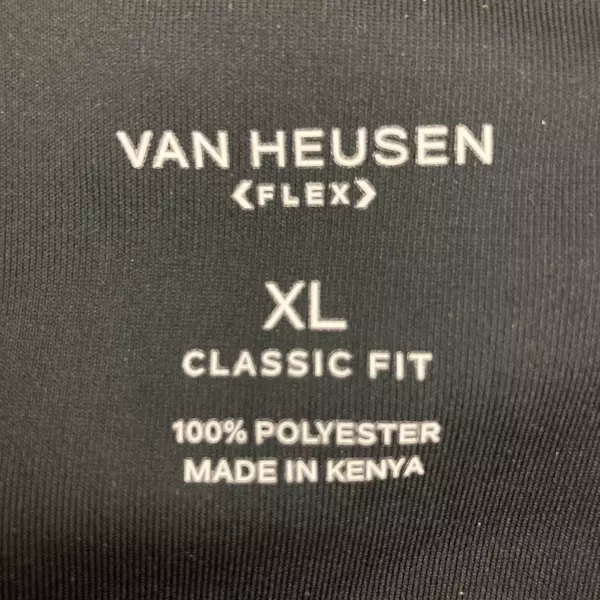 VAN HEUSEN
‹FLEX›
XL
CLASSIC FIT
100% POLYESTER
MADE IN KENYA